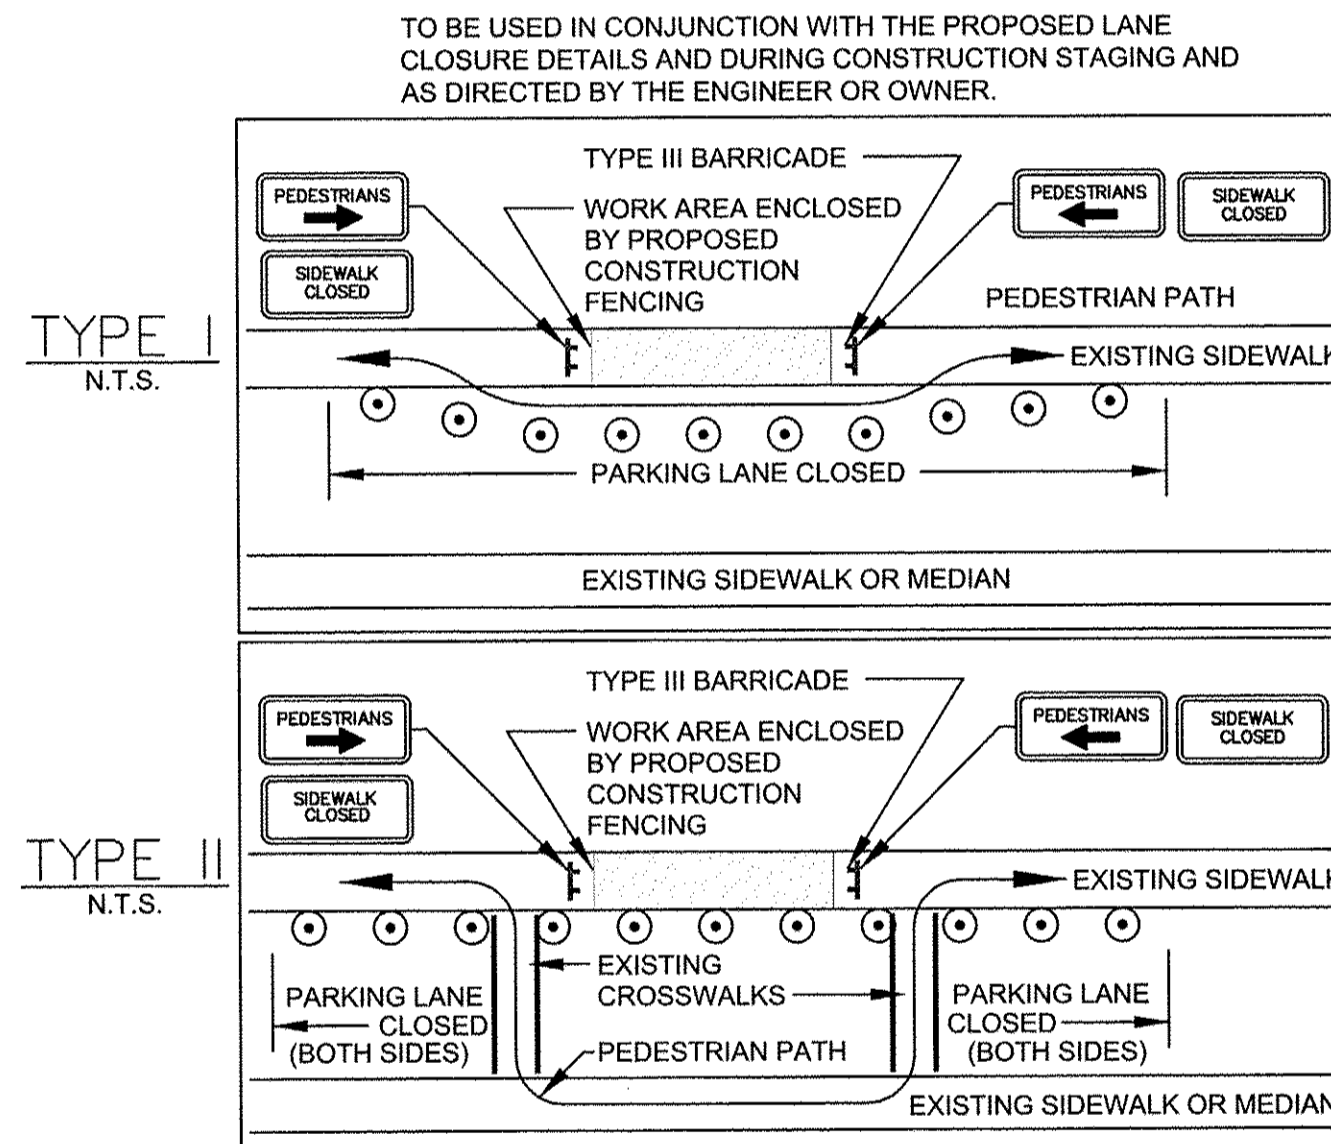 TO BE USED IN CONJUNCTION WITH THE PROPOSED LANE
CLOSURE DETAILS AND DURING CONSTRUCTION STAGING AND
AS DIRECTED BY THE ENGINEER OR OWNER.
TYPE I
N.T.S.
PEDESTRIANS
SIDEWALK
CLOSED
TYPE III BARRICADE
WORK AREA ENCLOSED
BY PROPOSED
CONSTRUCTION
FENCING
PEDESTRIANS
SIDEWALK
CLOSED
PEDESTRIAN PATH
EXISTING SIDEWALK
PARKING LANE CLOSED
EXISTING SIDEWALK OR MEDIAN
TYPE II
N.T.S.
PEDESTRIANS
SIDEWALK
CLOSED
TYPE III BARRICADE
WORK AREA ENCLOSED
BY PROPOSED
CONSTRUCTION
FENCING
PEDESTRIANS
SIDEWALK
CLOSED
EXISTING SIDEWALK
PARKING LANE
CLOSED
(BOTH SIDES)
EXISTING
CROSSWALKS
PEDESTRIAN PATH
PARKING LANE
CLOSED
(BOTH SIDES)
EXISTING SIDEWALK OR MEDIAN